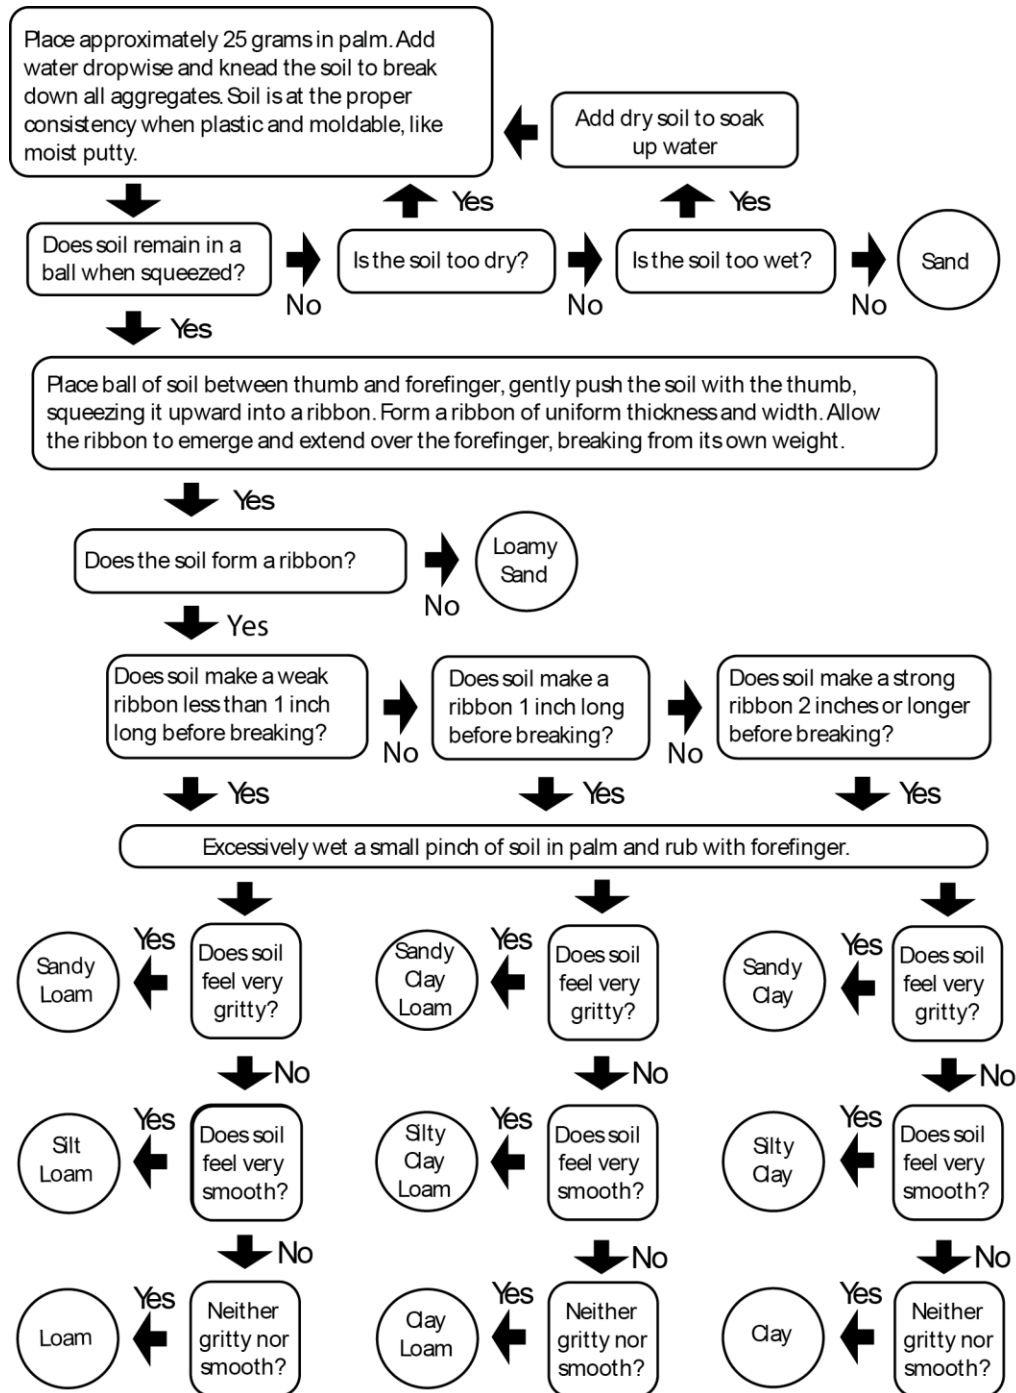 Place approximately 25 grams in palm. Add
water dropwise and knead the soil to break
down all aggregates. Soil is at the proper
consistency when plastic and moldable, like
moist putty.
Add dry soil to soak
up water
Yes
Yes
Does soil remain in a
ball when squeezed?
No
Is the soil too dry?
No
Is the soil too wet?
No
Sand
Yes
Place ball of soil between thumb and forefinger, gently push the soil with the thumb,
squeezing it upward into a ribbon. Form a ribbon of uniform thickness and width. Allow
the ribbon to emerge and extend over the forefinger, breaking from its own weight.
Yes
Does the soil form a ribbon?
No
Loamy
Sand
Yes
Does soil make a weak
ribbon less than 1 inch
long before breaking?
No
Does soil make a
ribbon 1 inch long
before breaking?
No
Does soil make a strong
ribbon 2 inches or longer
before breaking?
Yes
Yes
Yes
Excessively wet a small pinch of soil in palm and rub with forefinger.
Sandy
Loam
Yes
Does soil
feel very
gritty?
Sandy
Clay
Loam
Yes
Does soil
feel very
gritty?
Sandy
Clay
Yes
Does soil
feel very
gritty?
No
No
No
Silt
Loam
Yes
Does soil
feel very
smooth?
Silty
Clay
Loam
Yes
Does soil
feel very
smooth?
Silty
Clay
Yes
Does soil
feel very
smooth?
No
No
No
Loam
Yes
Neither
gritty nor
smooth?
Clay
Loam
Yes
Neither
gritty nor
smooth?
Clay
Yes
Neither
gritty nor
smooth?